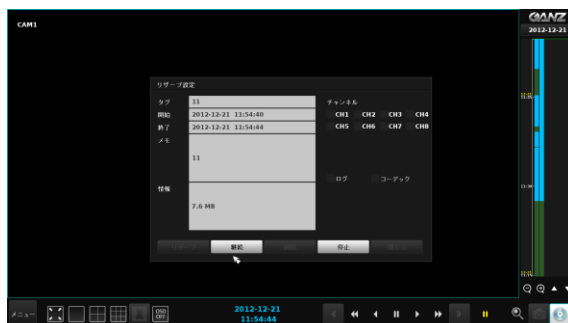 CAM1
GANZ
2012-12-21
リザーブ設定
タグ 11
開始 2012-12-21 11:54:40
終了 2012-12-21 11:54:44
メモ
11
情報
7.6 MB
チャンネル
CH1 CH2 CH3 CH4
CH5 CH6 CH7 CH8
ログ コーデック
継続 停止
メニュー
OSD
OFF
2012-12-21
11:54:44